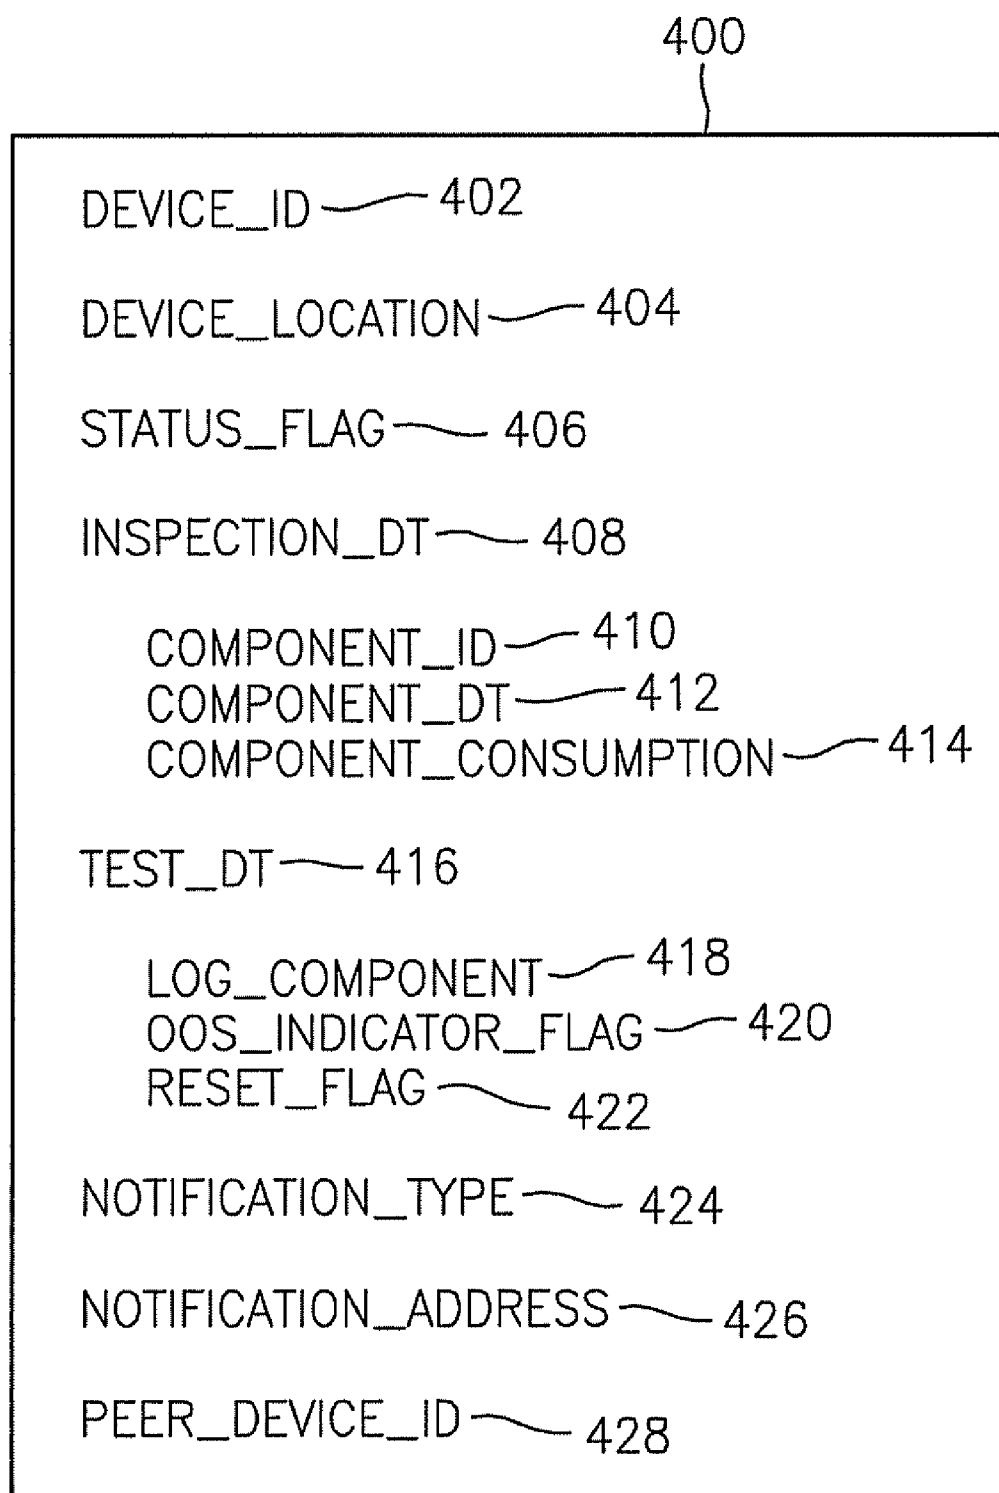 400
DEVICE_ID 402
DEVICE_LOCATION 404
STATUS_FLAG 406
INSPECTION_DT 408
COMPONENT_ID 410
COMPONENT_DT 412
COMPONENT_CONSUMPTION 414
TEST_DT 416
LOG_COMPONENT 418
OOS_INDICATOR_FLAG 420
RESET_FLAG 422
NOTIFICATION_TYPE 424
NOTIFICATION_ADDRESS 426
PEER_DEVICE_ID 428